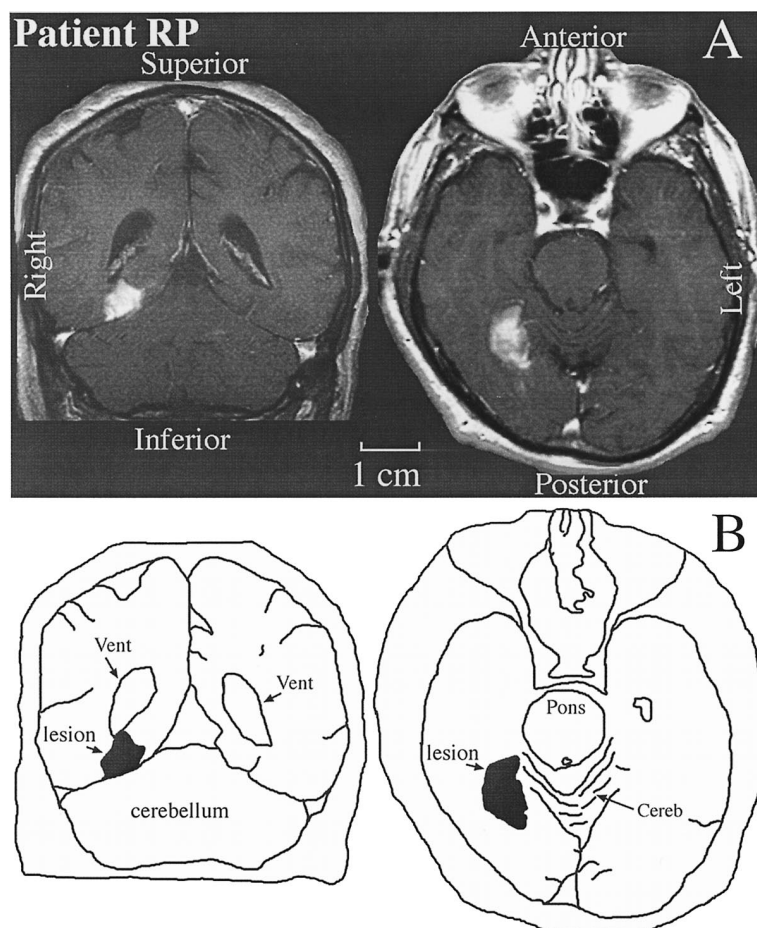 Patient RP
Superior
Anterior
A
Right
Left
Inferior
1 cm
Posterior
B
Vent
Vent
lesion
cerebellum
Pons
lesion
Cereb